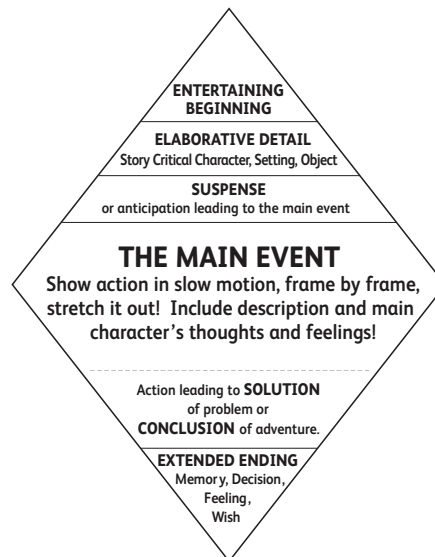 ENTERTAINING
BEGINNING
ELABORATIVE DETAIL
Story Critical Character, Setting, Object
SUSPENSE
or anticipation leading to the main event
THE MAIN EVENT
Show action in slow motion, frame by frame,
stretch it out! Include description and main
character's thoughts and feelings!
Action leading to SOLUTION
of problem or
CONCLUSION of adventure.
EXTENDED ENDING
Memory, Decision,
Feeling,
Wish